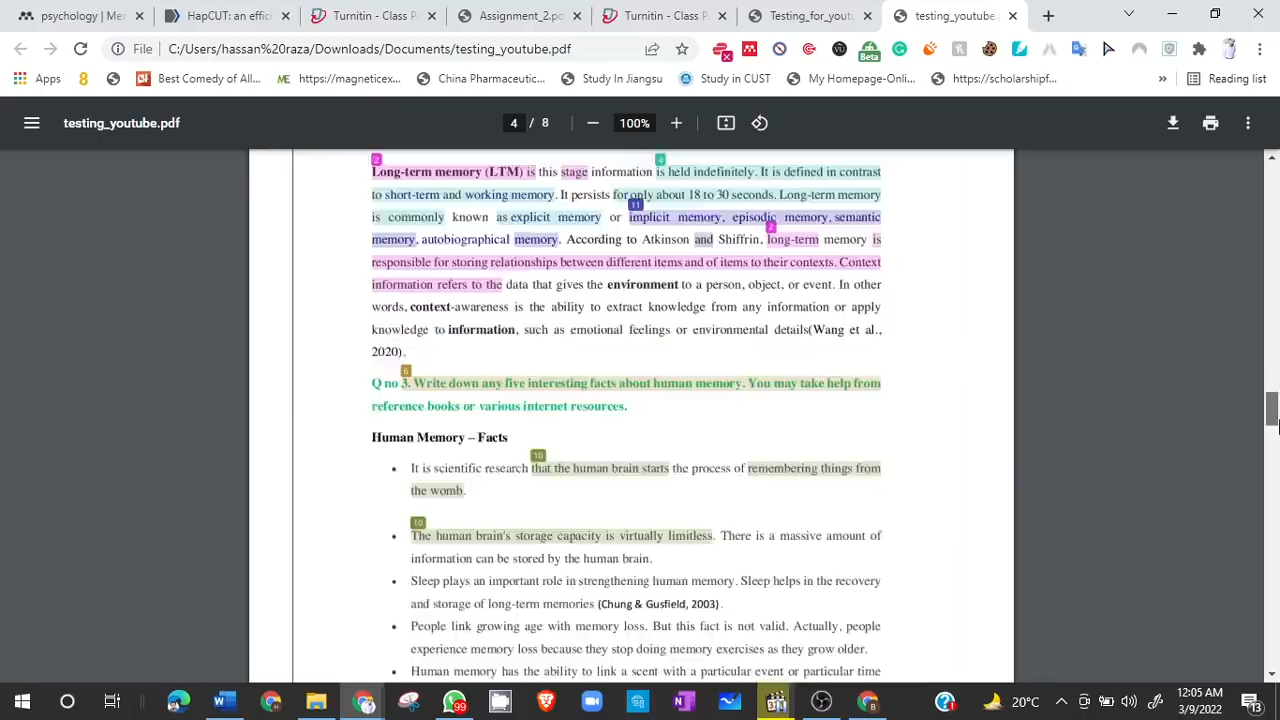 psychology | Men
HapCUT: an effici
Turnitin - Class P
Assignment_2.pdf
Turnitin - Class P
Testing_for_youtu
testing_youtube.
File
C:/Users/hassan%20raza/Downloads/Documents/testing_youtube.pdf
Beta
Apps
Best Comedy of All...
https://magneticex...
China Pharmaceutic...
Study In Jiangsu
Study in CUST
My Homepage-Onli...
https://scholarshipf...
»
Reading list
testing_youtube.pdf
4 / 8
100%
2
4
Long-term memory (LTM) is this stage information is held indefinitely. It is defined in contrast
to short-term and working memory. It persists for only about 18 to 30 seconds. Long-term memory
11
is commonly known as explicit memory or implicit memory, episodic memory, semantic
memory, autobiographical memory. According to Atkinson and Shiffrin, long-term memory is
responsible for storing relationships between different items and of items to their contexts. Context
information refers to the data that gives the environment to a person, object, or event. In other
words, context-awareness is the ability to extract knowledge from any information or apply
knowledge to information, such as emotional feelings or environmental details(Wang et al.,
2020).
6
Q no 3. Write down any five interesting facts about human memory. You may take help from
reference books or various internet resources.
Human Memory – Facts
10
• It is scientific research that the human brain starts the process of remembering things from
the womb.
10
• The human brain's storage capacity is virtually limitless. There is a massive amount of
information can be stored by the human brain.
• Sleep plays an important role in strengthening human memory. Sleep helps in the recovery
and storage of long-term memories (Chung & Gusfield, 2003).
• People link growing age with memory loss. But this fact is not valid. Actually, people
experience memory loss because they stop doing memory exercises as they grow older.
• Human memory has the ability to link a scent with a particular event or particular time
99
20°C
12:05 AM
3/9/2022
13